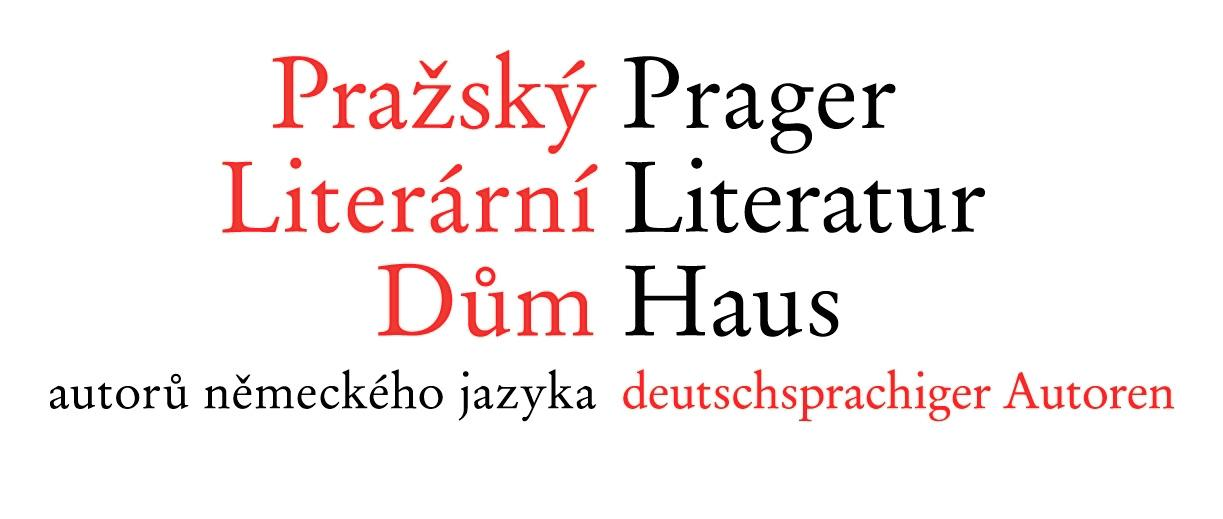 Pražský Prager
Literární Literatur
Dům Haus
autorů německého jazyka deutschsprachiger Autoren